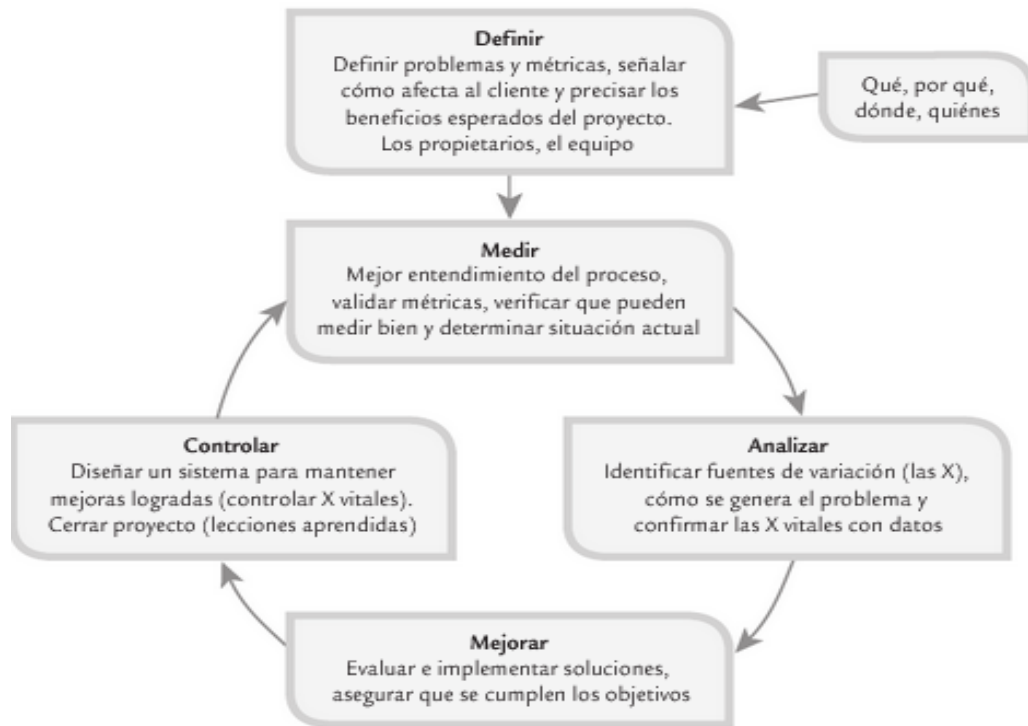 Definir
Definir problemas y métricas, señalar
cómo afecta al cliente y precisar los
beneficios esperados del proyecto.
Los propietarios, el equipo
Qué, por qué,
dónde, quiénes
Medir
Mejor entendimiento del proceso,
validar métricas, verificar que pueden
medir bien y determinar situación actual
Controlar
Diseñar un sistema para mantener
mejoras logradas (controlar X vitales).
Cerrar proyecto (lecciones aprendidas)
Analizar
Identificar fuentes de variación (las X),
cómo se genera el problema y
confirmar las X vitales con datos
Mejorar
Evaluar e implementar soluciones,
asegurar que se cumplen los objetivos